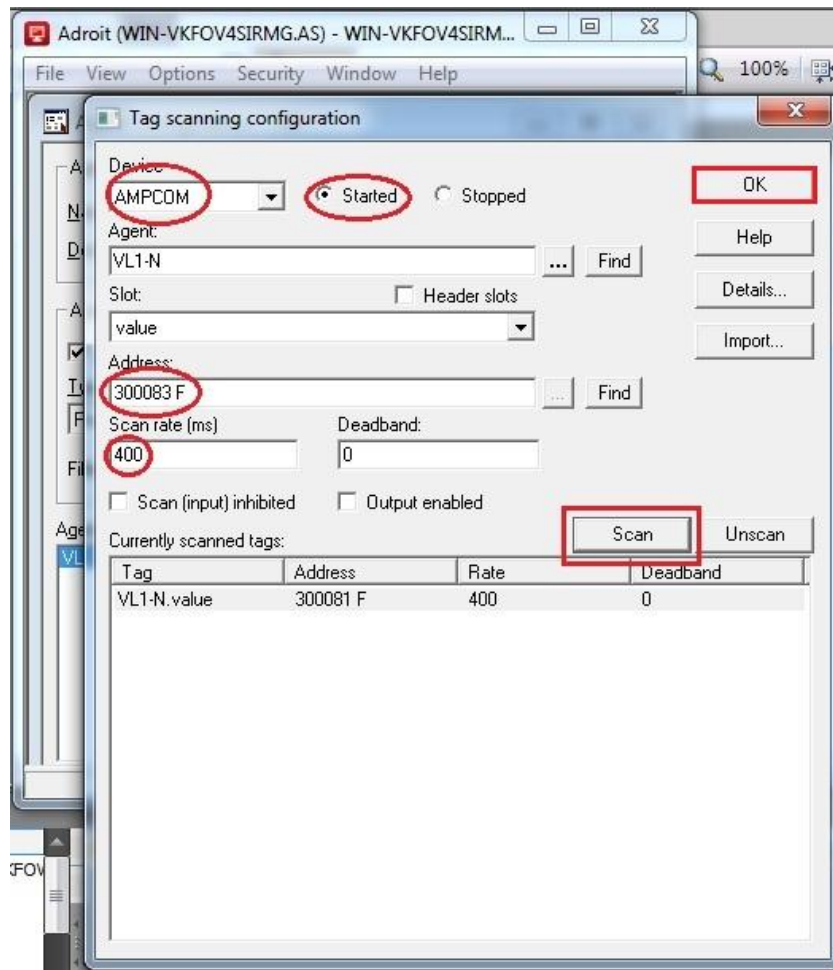 Adroit (WIN-VKFOV4SIRMG.AS) - WIN-VKFOV4SIRM...
File View Options Security Window Help
100%
Tag scanning configuration
Device
AMPCOM Started Stopped
OK
Agent:
VL1-N ... Find
Help
Slot: Header slots
value
Details...
Import...
Address:
300083 F ... Find
Scan rate (ms) Deadband:
400 0
Scan (input) inhibited Output enabled
Scan Unscan
Currently scanned tags:
Tag Address Rate Deadband
VL1-N.value 300081 F 400 0